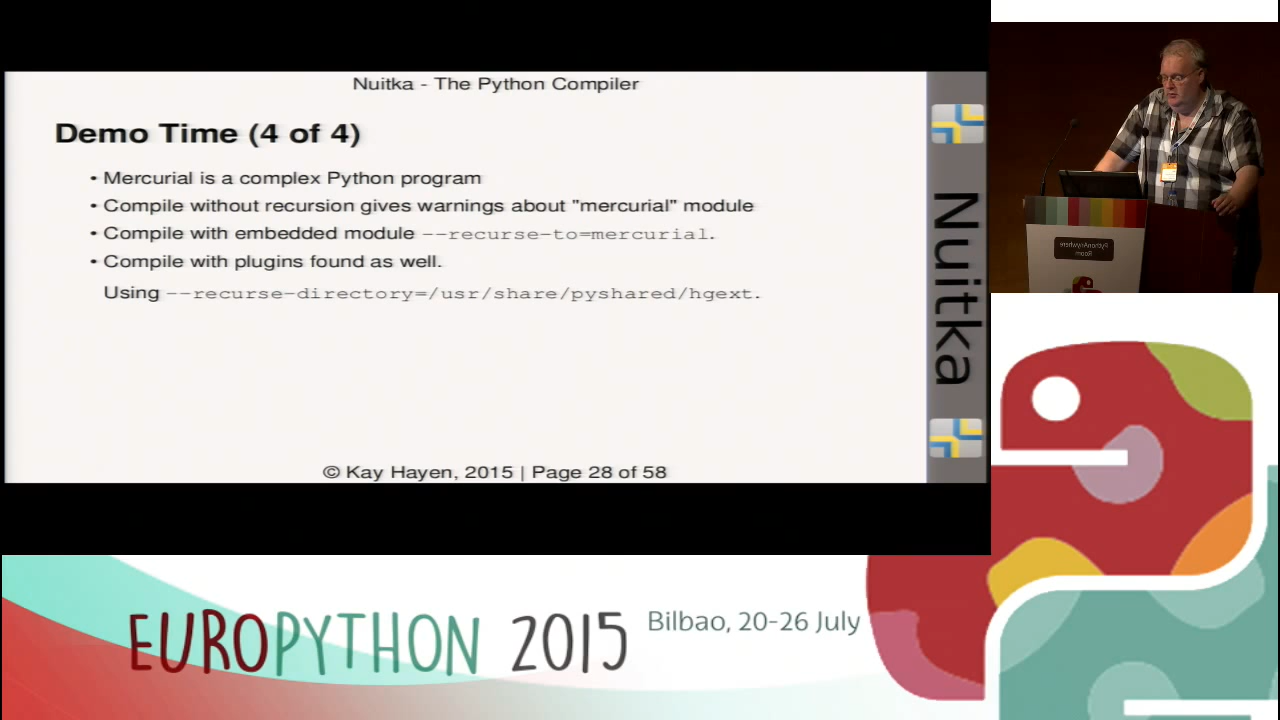 Nuitka - The Python Compiler
Demo Time (4 of 4)
• Mercurial is a complex Python program
• Compile without recursion gives warnings about "mercurial" module
• Compile with embedded module --recurse-to=mercurial.
• Compile with plugins found as well.
Using --recurse-directory=/usr/share/pyshared/hgext.
© Kay Hayen, 2015 | Page 28 of 58
Nuitka
PythonAnywhere
Room
EUROPYTHON 2015
Bilbao, 20-26 July